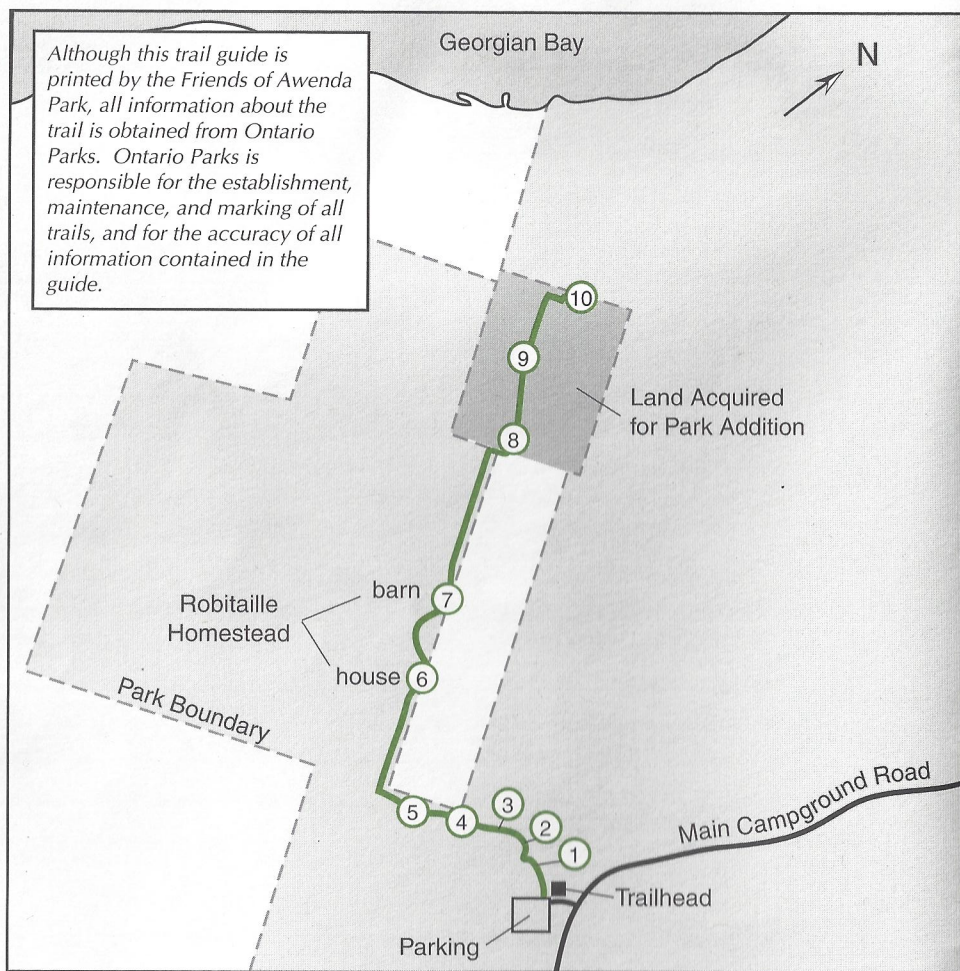 Although this trail guide is
printed by the Friends of Awenda
Park, all information about the
trail is obtained from Ontario
Parks. Ontario Parks is
responsible for the establishment,
maintenance, and marking of all
trails, and for the accuracy of all
information contained in the
guide.
Georgian Bay
N
10
9
Land Acquired
for Park Addition
8
barn
7
Robitaille
Homestead
house
6
Park Boundary
5
4
3
2
1
Main Campground Road
Trailhead
Parking